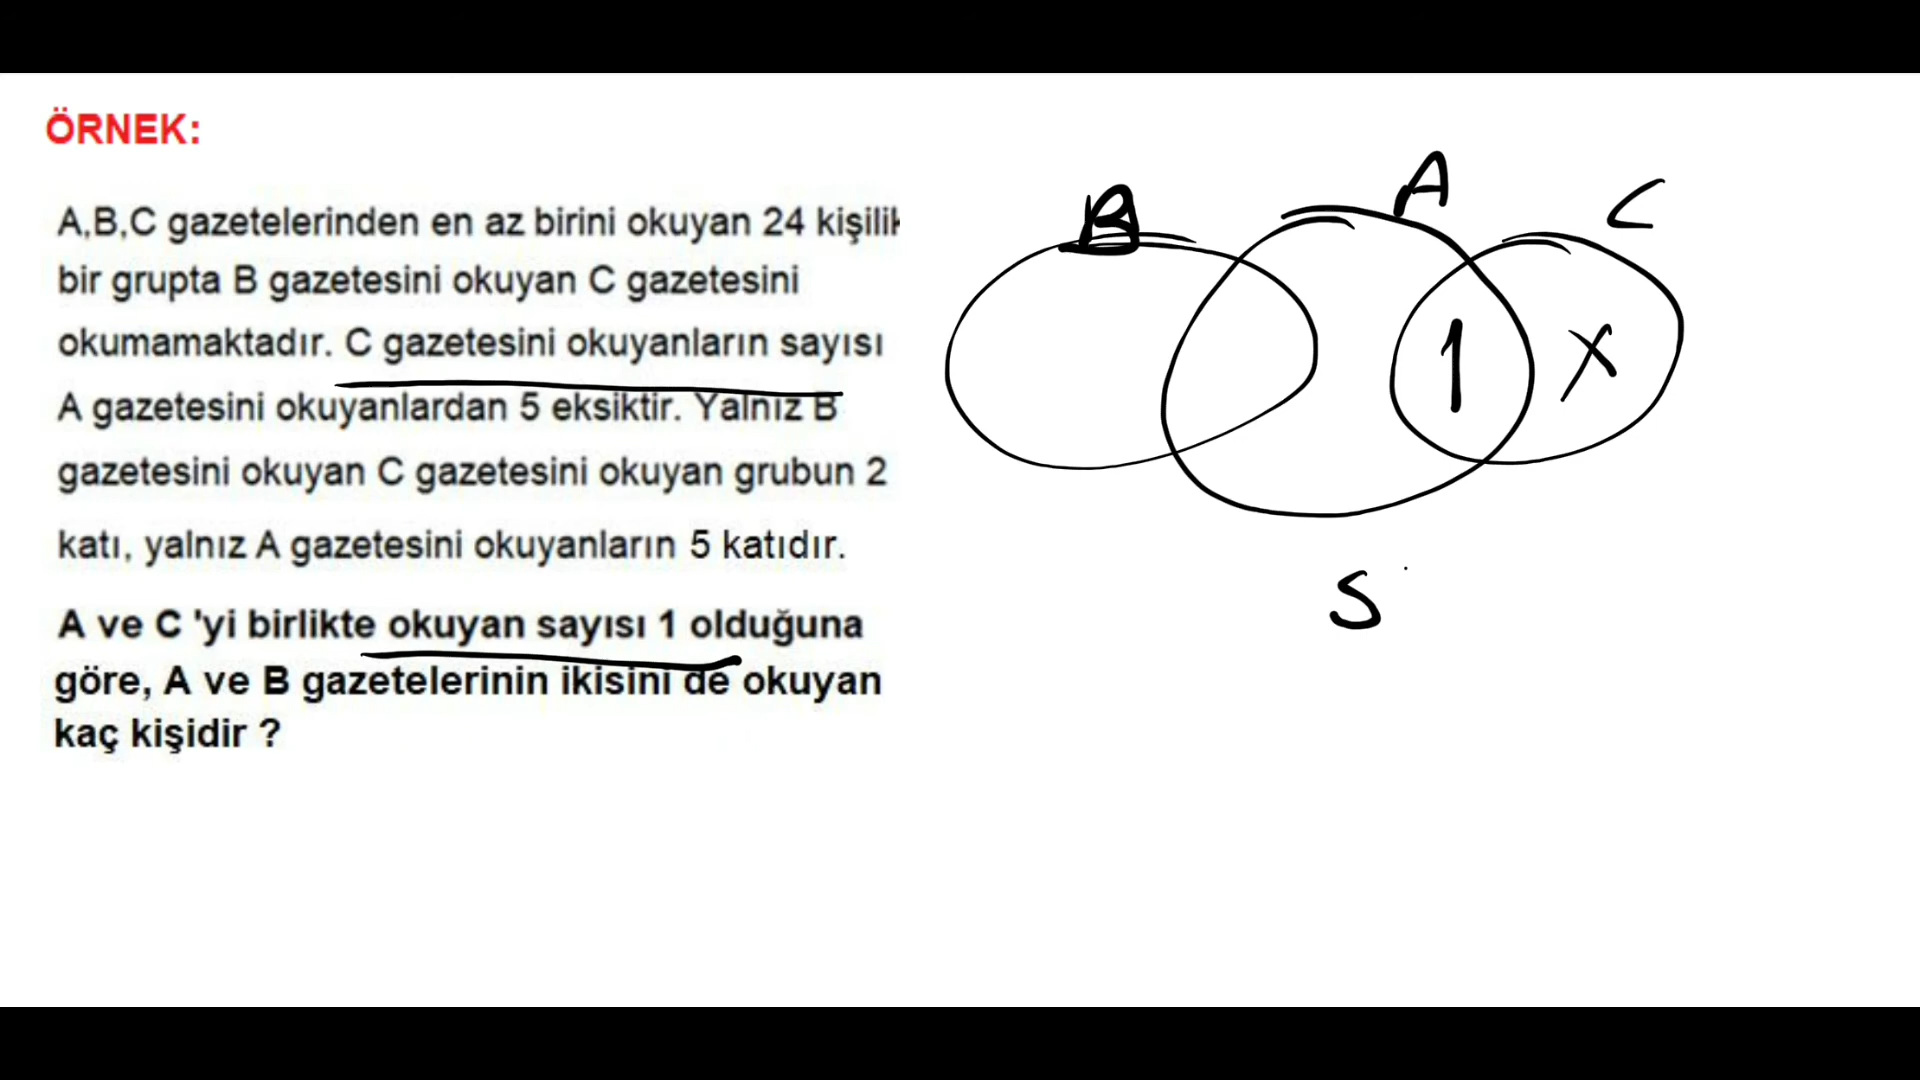 ÖRNEK:
A,B,C gazetelerinden en az birini okuyan 24 kişilik
bir grupta B gazetesini okuyan C gazetesini
okumamaktadır. C gazetesini okuyanların sayısı
A gazetesini okuyanlardan 5 eksiktir. Yalnız B
gazetesini okuyan C gazetesini okuyan grubun 2
katı, yalnız A gazetesini okuyanların 5 katıdır.
A ve C 'yi birlikte okuyan sayısı 1 olduğuna
göre, A ve B gazetelerinin ikisini de okuyan
kaç kişidir ?
B A C
1 x
S